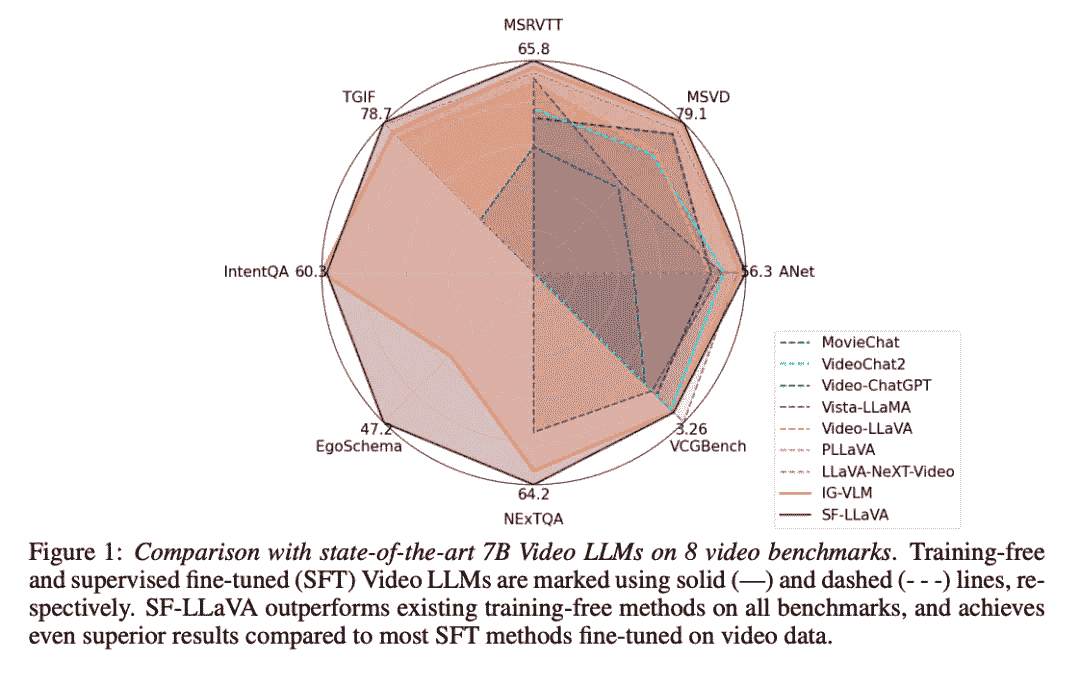 MSRVTT
65.8
TGIF
78.7
MSVD
79.1
IntentQA 60.3
56.3 ANet
47.2
EgoSchema
3.26
VCGBench
64.2
NExTQA
MovieChat
VideoChat2
Video-ChatGPT
Vista-LLaMA
Video-LLaVA
PLLaVA
LLaVA-NeXT-Video
IG-VLM
SF-LLaVA
Figure 1: Comparison with state-of-the-art 7B Video LLMs on 8 video benchmarks. Training-free
and supervised fine-tuned (SFT) Video LLMs are marked using solid (—) and dashed (- - -) lines, re-
spectively. SF-LLaVA outperforms existing training-free methods on all benchmarks, and achieves
even superior results compared to most SFT methods fine-tuned on video data.